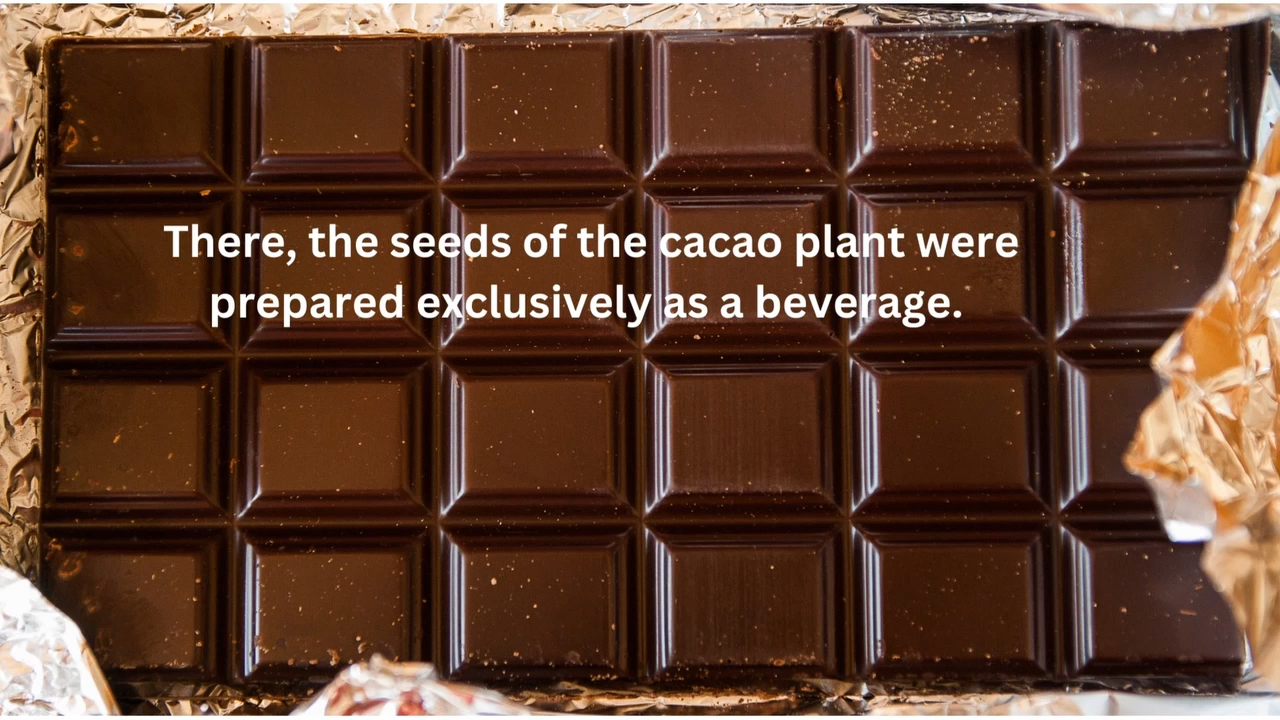 There, the seeds of the cacao plant were
prepared exclusively as a beverage.